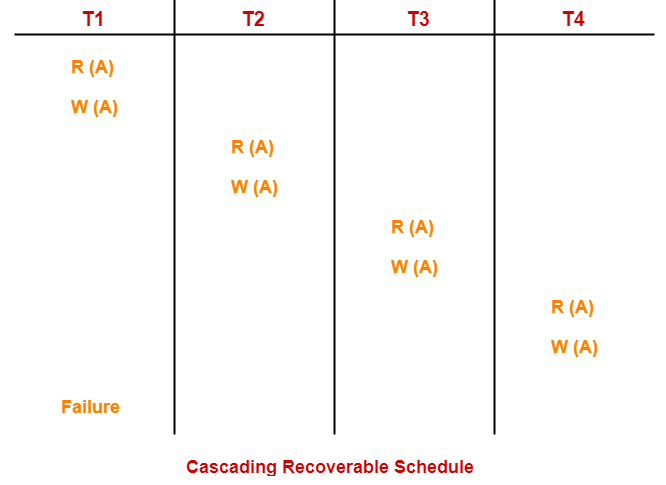 T1 T2 T3 T4
R (A)
W (A)
R (A)
W (A)
R (A)
W (A)
R (A)
W (A)
Failure
Cascading Recoverable Schedule